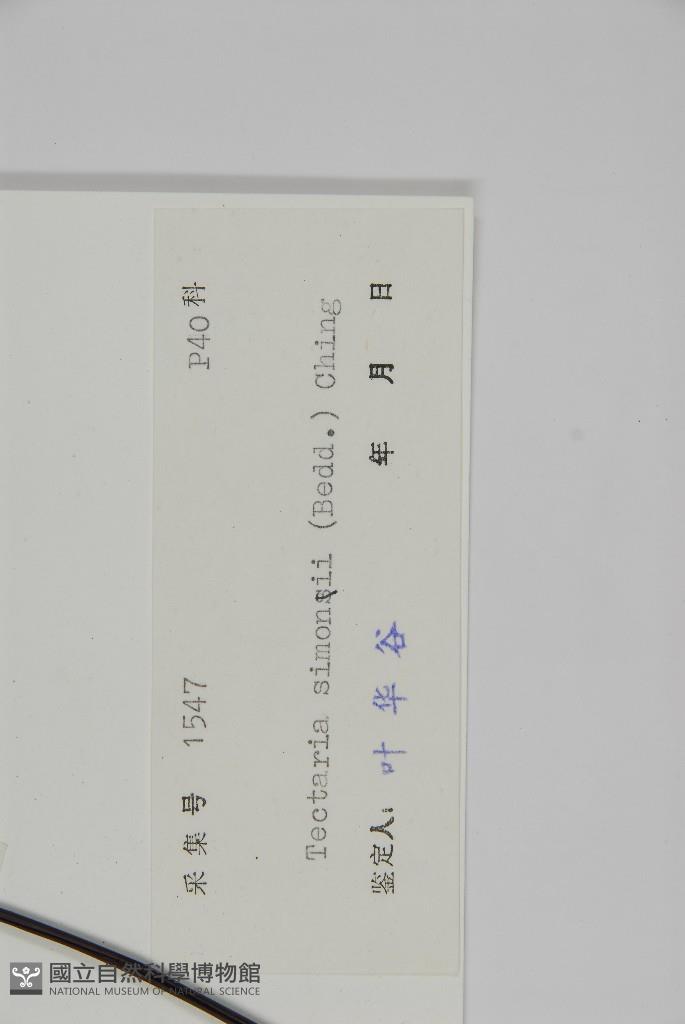 采集号 1547 P40科
Tectaria simonsii (Bedd.) Ching
鉴定人: 叶华谷 年 月 日
國立自然科學博物館
NATIONAL MUSEUM OF NATURAL SCIENCE